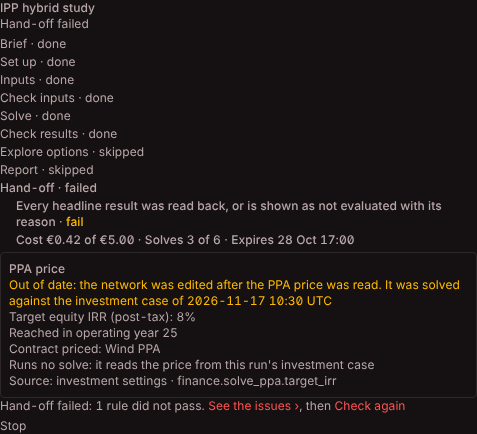 IPP hybrid study
Hand-off failed
Brief · done
Set up · done
Inputs · done
Check inputs · done
Solve · done
Check results · done
Explore options · skipped
Report · skipped
Hand-off · failed
Every headline result was read back, or is shown as not evaluated with its
reason · fail
Cost €0.42 of €5.00 · Solves 3 of 6 · Expires 28 Oct 17:00
PPA price
Out of date: the network was edited after the PPA price was read. It was solved
against the investment case of 2026-11-17 10:30 UTC
Target equity IRR (post-tax): 8%
Reached in operating year 25
Contract priced: Wind PPA
Runs no solve: it reads the price from this run's investment case
Source: investment settings · finance.solve_ppa.target_irr
Hand-off failed: 1 rule did not pass. See the issues ›, then Check again
Stop